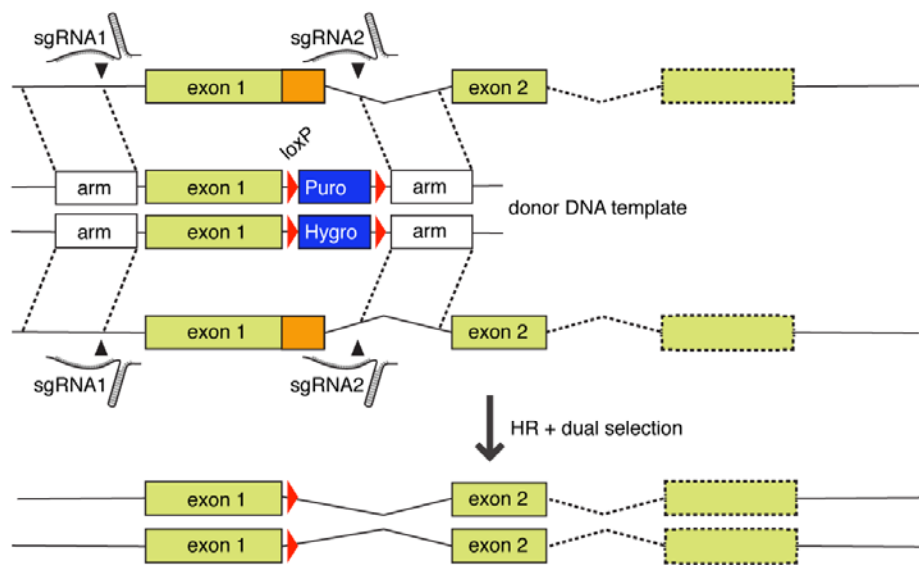 sgRNA1 sgRNA2
exon 1 exon 2
loxP
arm exon 1 Puro arm
donor DNA template
arm exon 1 Hygro arm
exon 1 exon 2
sgRNA1 sgRNA2
HR + dual selection
exon 1 exon 2
exon 1 exon 2